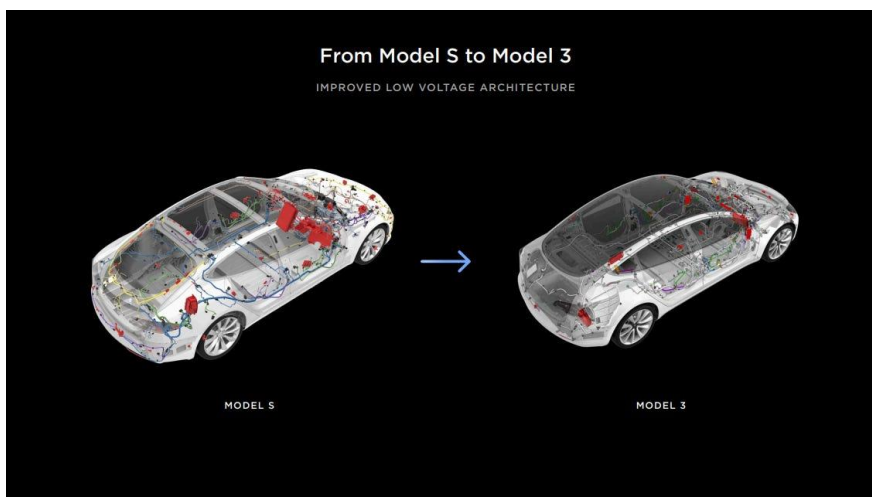 From Model S to Model 3
IMPROVED LOW VOLTAGE ARCHITECTURE
MODEL S
MODEL 3